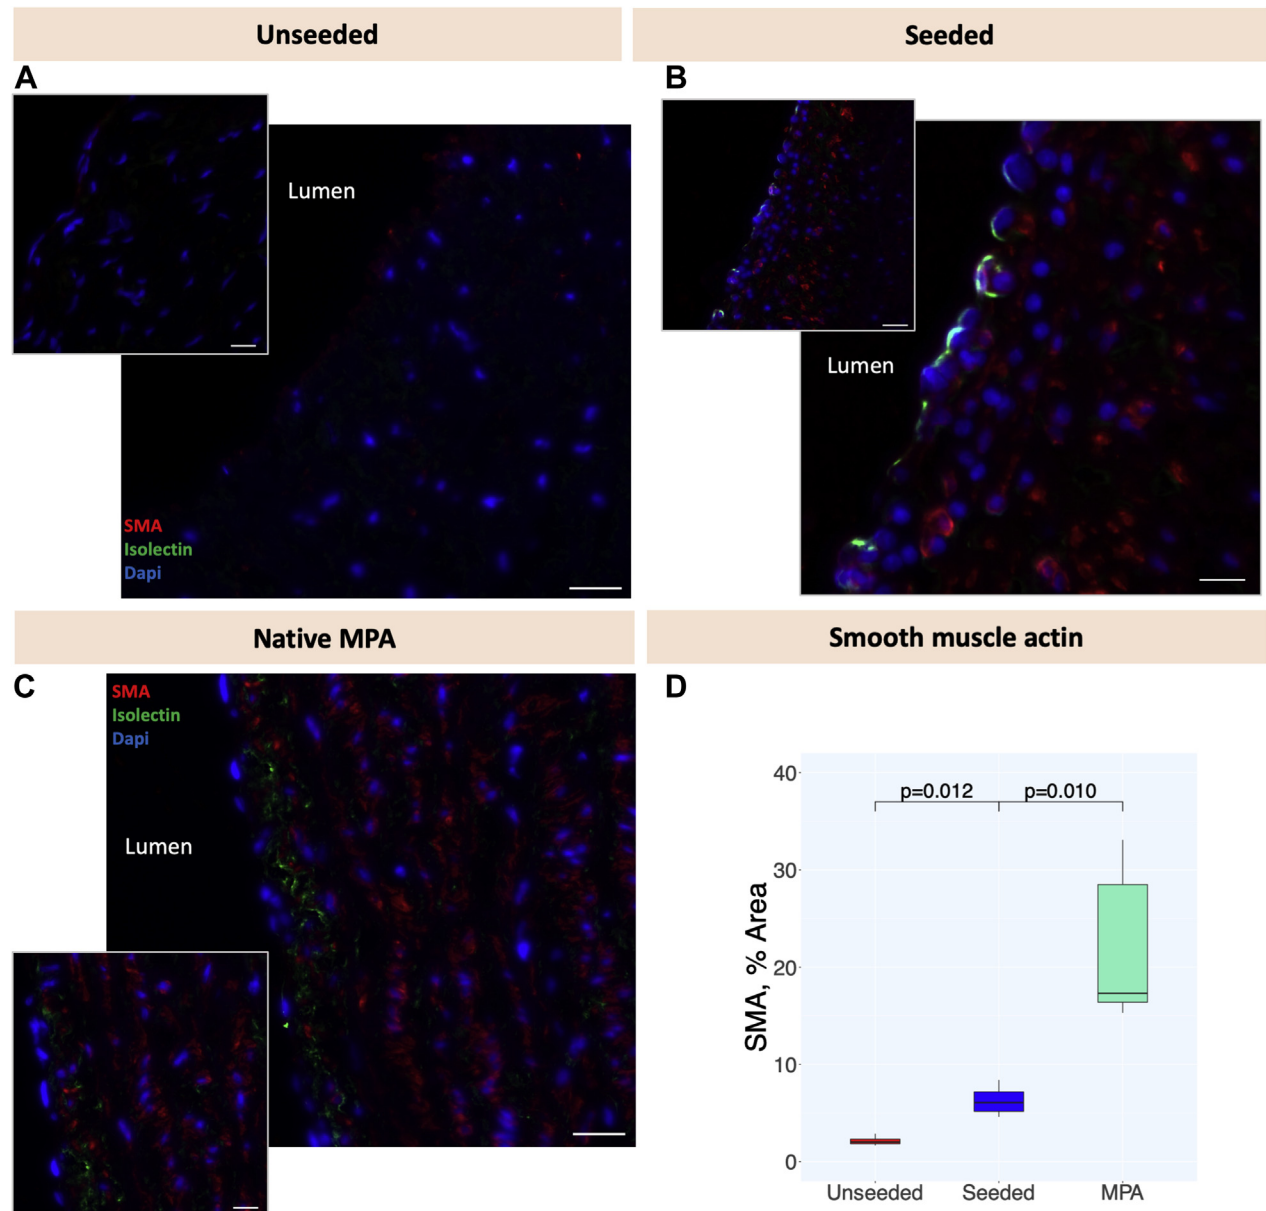 Unseeded
Seeded
A
B
Lumen
Lumen
SMA
Isolectin
Dapi
Native MPA
Smooth muscle actin
C
D
SMA
Isolectin
Dapi
Lumen
40
p=0.012
p=0.010
30
20
10
0
SMA, % Area
Unseeded
Seeded
MPA